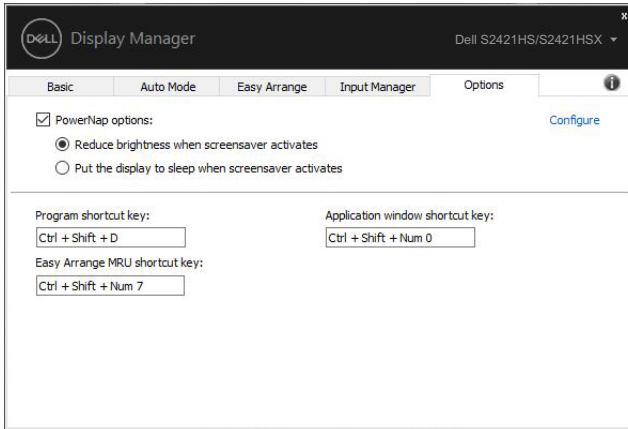 x
DELL Display Manager
Dell S2421HS/S2421HSX
Basic Auto Mode Easy Arrange Input Manager Options
PowerNap options: Configure
Reduce brightness when screensaver activates
Put the display to sleep when screensaver activates
Program shortcut key: Application window shortcut key:
Ctrl + Shift + D Ctrl + Shift + Num 0
Easy Arrange MRU shortcut key:
Ctrl + Shift + Num 7